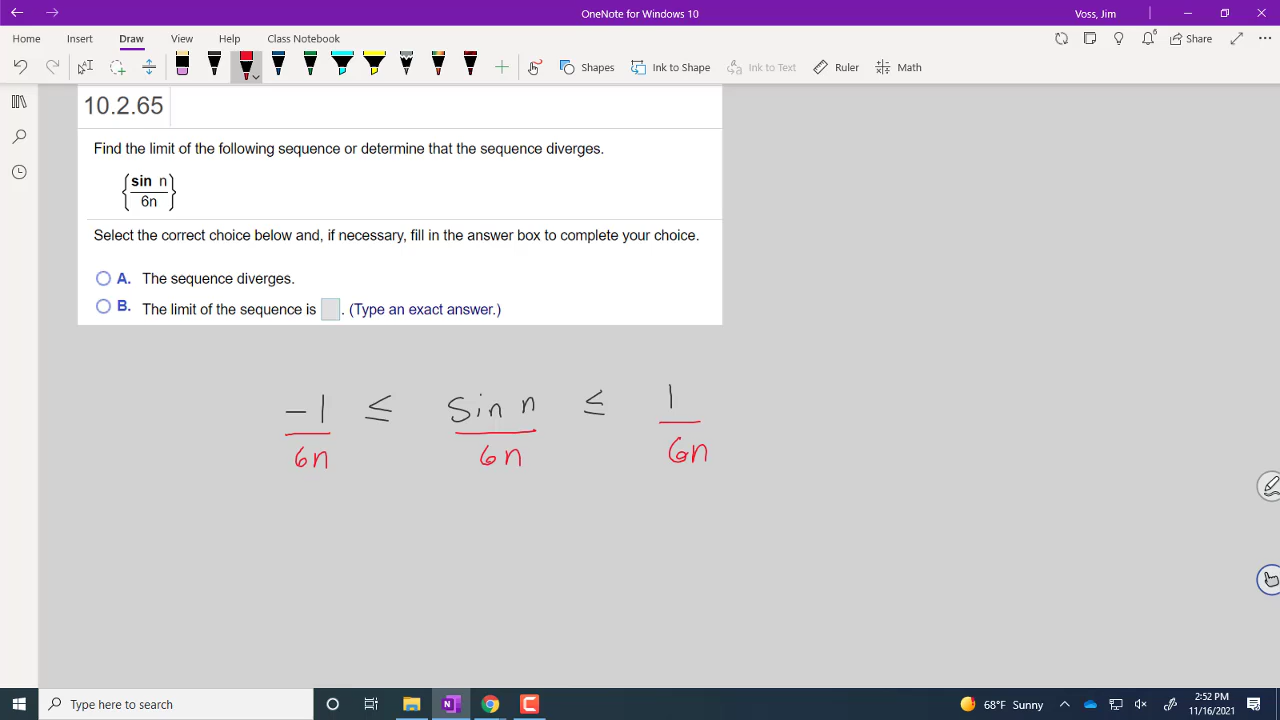 OneNote for Windows 10
Voss, Jim
Home Insert Draw View Help Class Notebook
Share
Shapes Ink to Shape Ink to Text Ruler Math
10.2.65
Find the limit of the following sequence or determine that the sequence diverges.
{sin n
6n}
Select the correct choice below and, if necessary, fill in the answer box to complete your choice.
A. The sequence diverges.
B. The limit of the sequence is . (Type an exact answer.)
-1 ≤ Sin n ≤ 1
6n 6n 6n
Type here to search
68°F Sunny
2:52 PM
11/16/2021